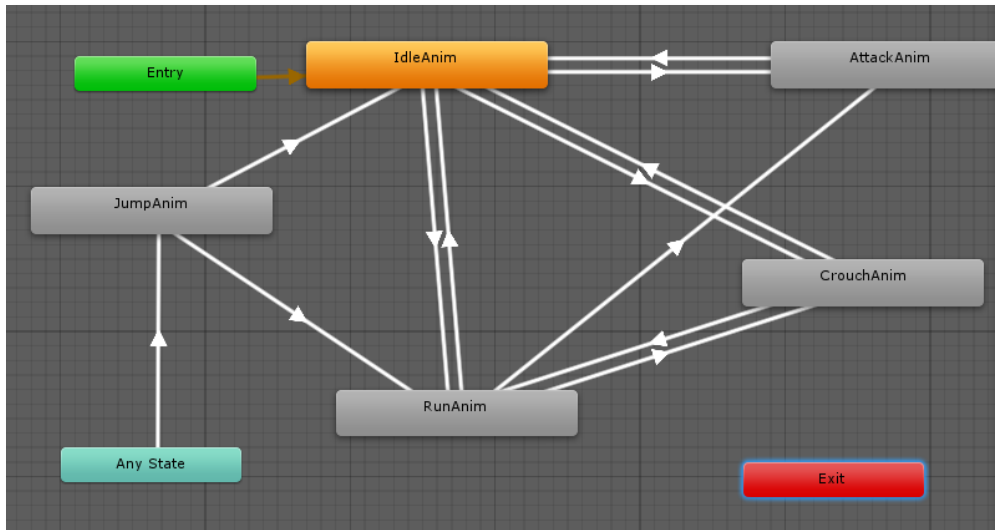 IdleAnim
AttackAnim
Entry
JumpAnim
CrouchAnim
RunAnim
Any State
Exit